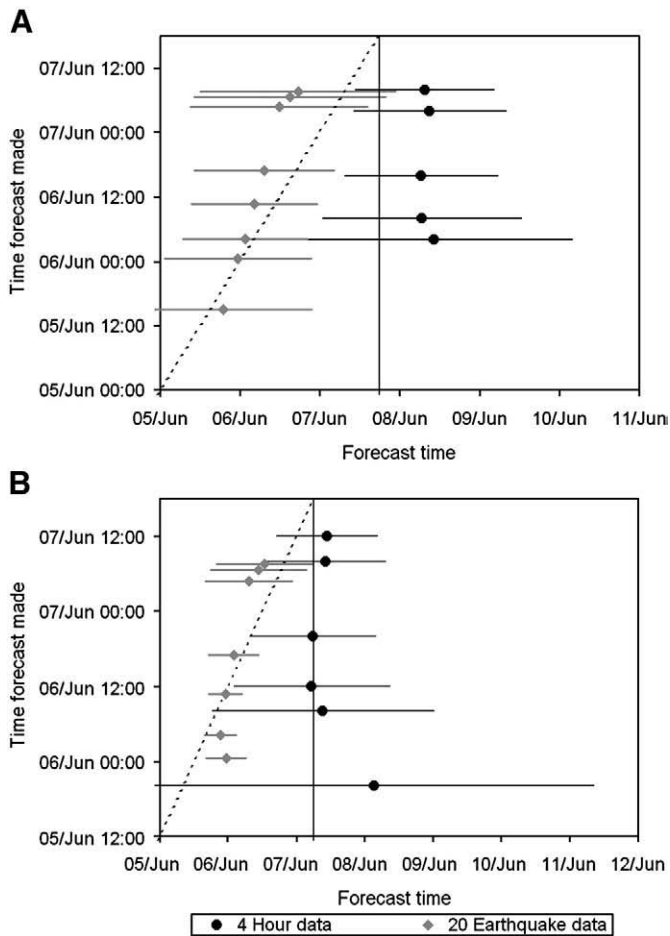 A
Time forecast made
07/Jun 12:00
07/Jun 00:00
06/Jun 12:00
06/Jun 00:00
05/Jun 12:00
05/Jun 00:00
05/Jun 06/Jun 07/Jun 08/Jun 09/Jun 10/Jun 11/Jun
Forecast time
B
Time forecast made
07/Jun 12:00
07/Jun 00:00
06/Jun 12:00
06/Jun 00:00
05/Jun 12:00
05/Jun 06/Jun 07/Jun 08/Jun 09/Jun 10/Jun 11/Jun 12/Jun
Forecast time
4 Hour data 20 Earthquake data